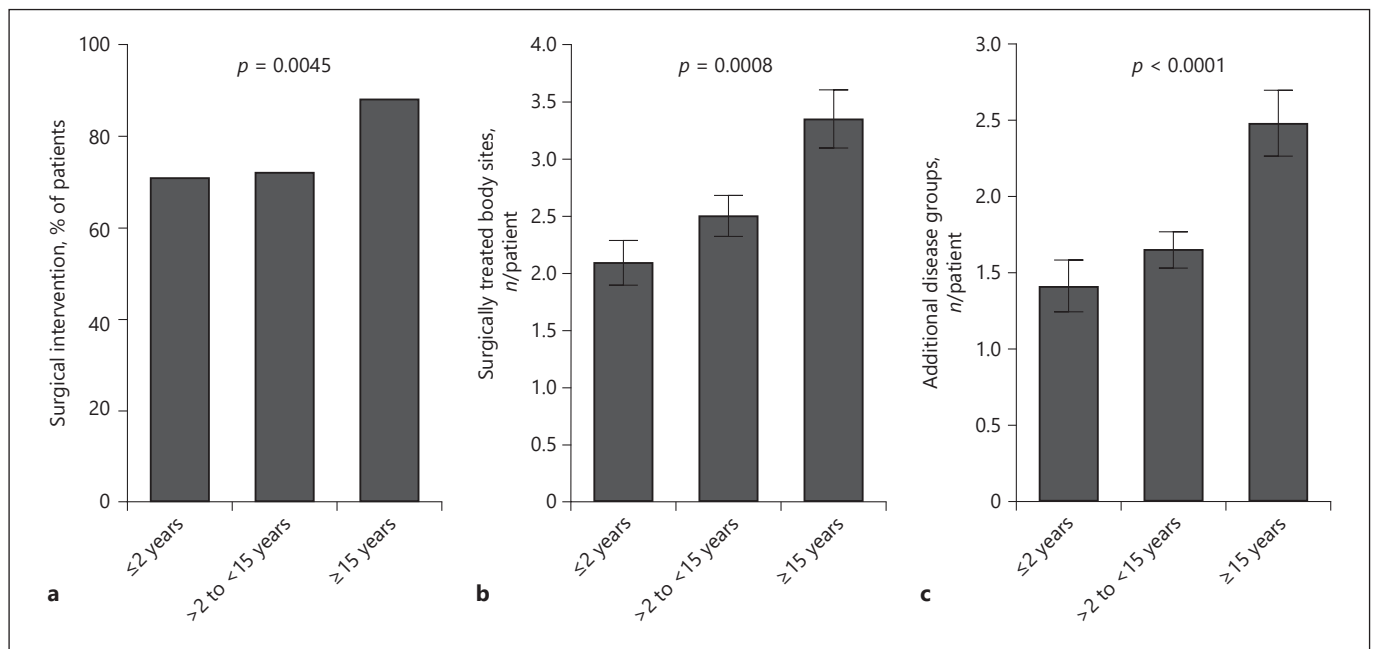 100
80
60
40
20
0
Surgical intervention, % of patients
p = 0.0045
≤2 years
>2 to <15 years
≥15 years
a
4.0
3.5
3.0
2.5
2.0
1.5
1.0
0.5
0
Surgically treated body sites,
n/patient
p = 0.0008
≤2 years
>2 to <15 years
≥15 years
b
3.0
2.5
2.0
1.5
1.0
0.5
0
Additional disease groups,
n/patient
p < 0.0001
≤2 years
>2 to <15 years
≥15 years
c